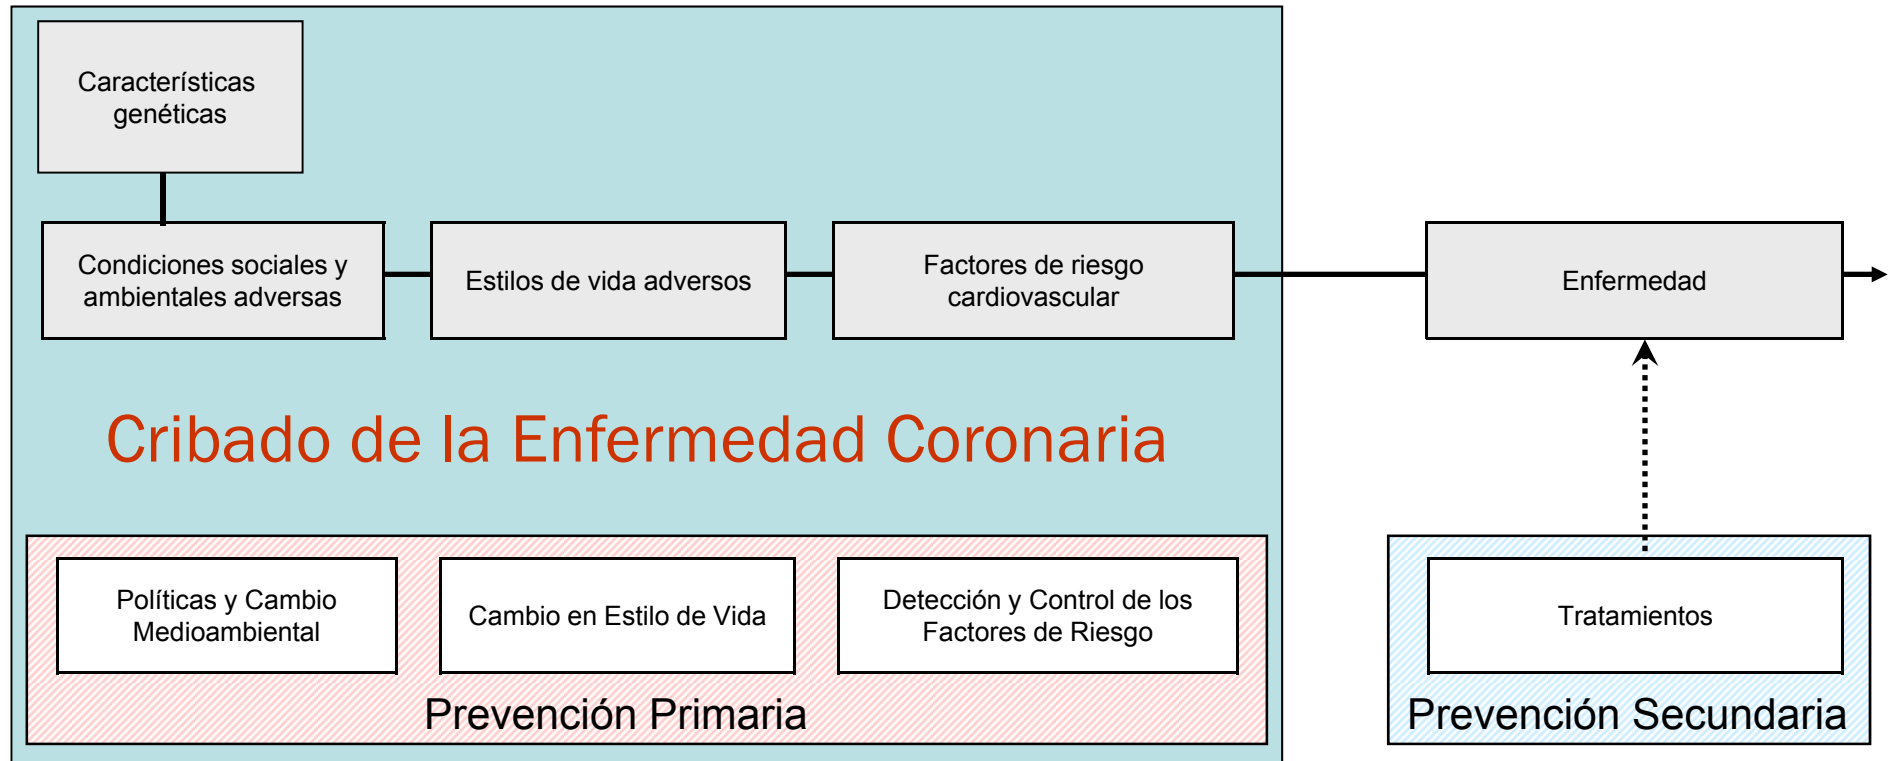 Característícas
genéticas
Condiciones sociales y
ambientales adversas
Estilos de vida adversos
Factores de riesgo
cardiovascular
Enfermedad
Cribado de la Enfermedad Coronaria
Políticas y Cambio
Medioambiental
Cambio en Estilo de Vida
Detección y Control de los
Factores de Riesgo
Tratamientos
Prevención Primaria
Prevención Secundaria